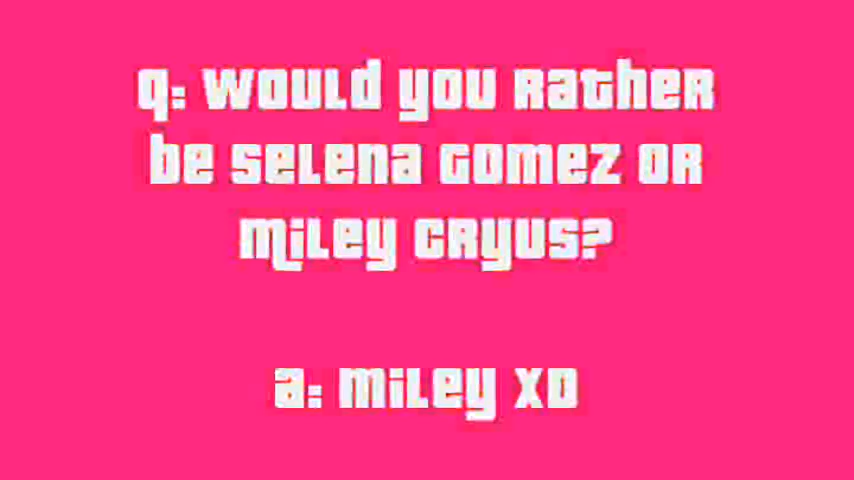 q: would you rather
be selena gomez or
miley cryus?
a: miley xo